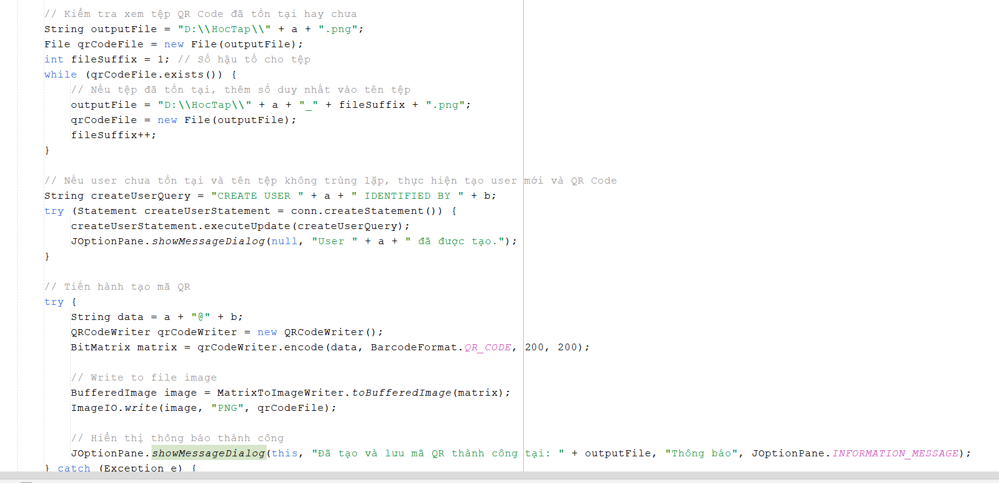 // Kiểm tra xem tệp QR Code đã tồn tại hay chưa
String outputFile = "D:\\HocTap\\" + a + ".png";
File qrCodeFile = new File(outputFile);
int fileSuffix = 1; // Số hậu tố cho tệp
while (qrCodeFile.exists()) {
    // Nếu tệp đã tồn tại, thêm số duy nhất vào tên tệp
    outputFile = "D:\\HocTap\\" + a + "_" + fileSuffix + ".png";
    qrCodeFile = new File(outputFile);
    fileSuffix++;
}

// Nếu user chưa tồn tại và tên tệp không trùng lặp, thực hiện tạo user mới và QR Code
String createUserQuery = "CREATE USER " + a + " IDENTIFIED BY " + b;
try (Statement createUserStatement = conn.createStatement()) {
    createUserStatement.executeUpdate(createUserQuery);
    JOptionPane.showMessageDialog(null, "User " + a + " đã được tạo.");
}

// Tiến hành tạo mã QR
try {
    String data = a + "@" + b;
    QRCodeWriter qrCodeWriter = new QRCodeWriter();
    BitMatrix matrix = qrCodeWriter.encode(data, BarcodeFormat.QR_CODE, 200, 200);

    // Write to file image
    BufferedImage image = MatrixToImageWriter.toBufferedImage(matrix);
    ImageIO.write(image, "PNG", qrCodeFile);

    // Hiển thị thông báo thành công
    JOptionPane.showMessageDialog(this, "Đã tạo và lưu mã QR thành công tại: " + outputFile, "Thông báo", JOptionPane.INFORMATION_MESSAGE);
} catch (Exception e) {